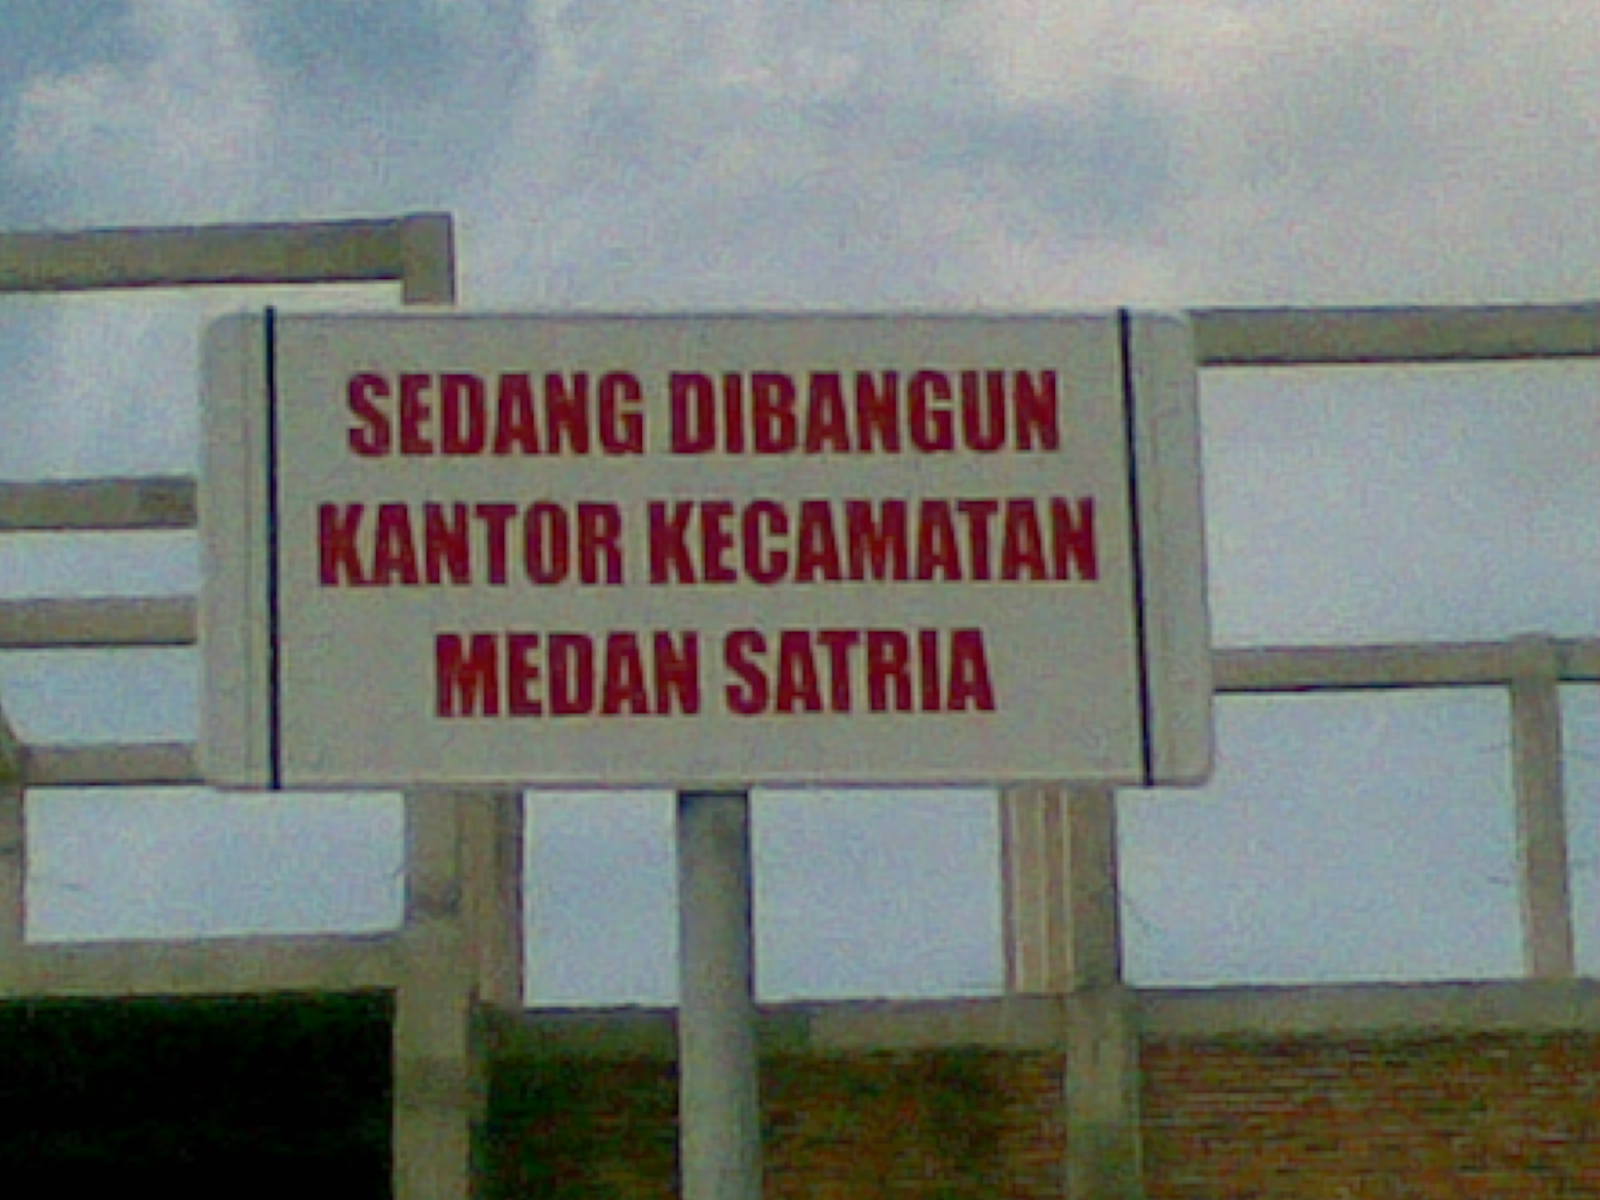 SEDANG DIBANGUN
KANTOR KECAMATAN
MEDAN SATRIA